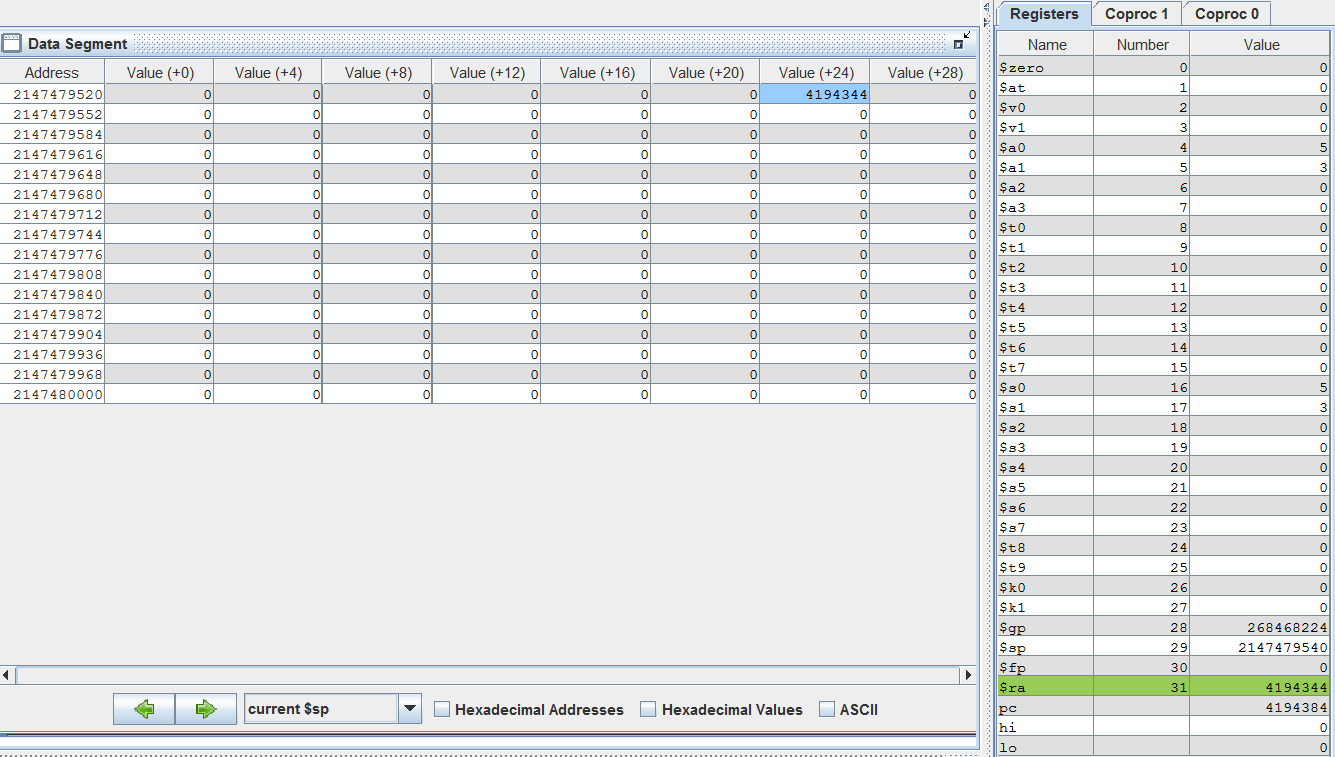 Registers Coproc 1 Coproc 0
Data Segment
Address Value (+0) Value (+4) Value (+8) Value (+12) Value (+16) Value (+20) Value (+24) Value (+28)
2147479520 0 0 0 0 0 0 4194344 0
2147479552 0 0 0 0 0 0 0 0
2147479584 0 0 0 0 0 0 0 0
2147479616 0 0 0 0 0 0 0 0
2147479648 0 0 0 0 0 0 0 0
2147479680 0 0 0 0 0 0 0 0
2147479712 0 0 0 0 0 0 0 0
2147479744 0 0 0 0 0 0 0 0
2147479776 0 0 0 0 0 0 0 0
2147479808 0 0 0 0 0 0 0 0
2147479840 0 0 0 0 0 0 0 0
2147479872 0 0 0 0 0 0 0 0
2147479904 0 0 0 0 0 0 0 0
2147479936 0 0 0 0 0 0 0 0
2147479968 0 0 0 0 0 0 0 0
2147480000 0 0 0 0 0 0 0 0
current $sp Hexadecimal Addresses Hexadecimal Values ASCII
Name Number Value
$zero 0 0
$at 1 0
$v0 2 0
$v1 3 0
$a0 4 5
$a1 5 3
$a2 6 0
$a3 7 0
$t0 8 0
$t1 9 0
$t2 10 0
$t3 11 0
$t4 12 0
$t5 13 0
$t6 14 0
$t7 15 0
$s0 16 5
$s1 17 3
$s2 18 0
$s3 19 0
$s4 20 0
$s5 21 0
$s6 22 0
$s7 23 0
$t8 24 0
$t9 25 0
$k0 26 0
$k1 27 0
$gp 28 268468224
$sp 29 2147479540
$fp 30 0
$ra 31 4194344
pc 4194384
hi 0
lo 0